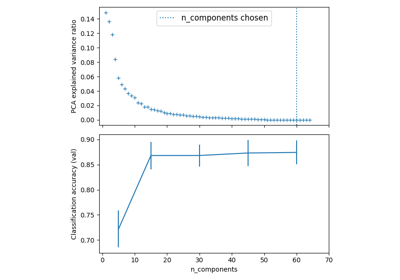 PCA explained variance ratio
0.14
0.12
0.10
0.08
0.06
0.04
0.02
0.00
n_components chosen
Classification accuracy (val)
0.90
0.85
0.80
0.75
0.70
0 10 20 30 40 50 60 70
n_components